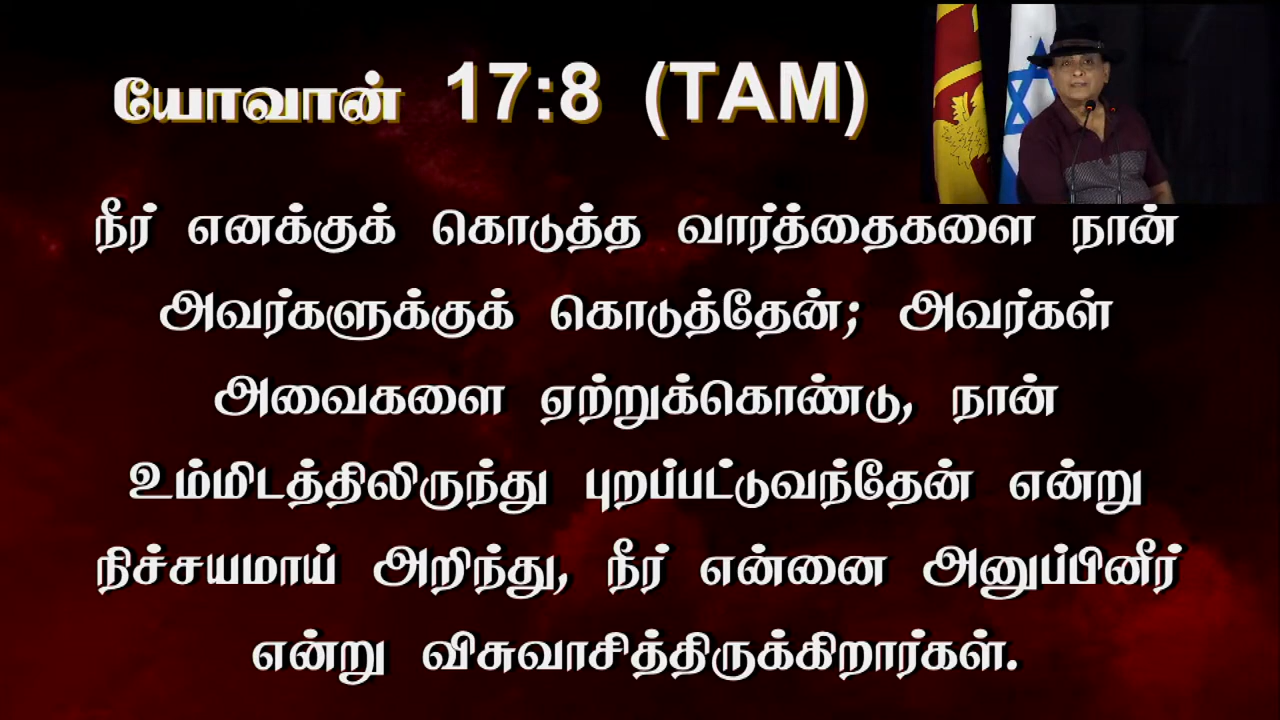 யோவான் 17:8 (TAM)
நீர் எனக்குக் கொடுத்த வார்த்தைகளை நான்
அவர்களுக்குக் கொடுத்தேன்; அவர்கள்
அவைகளை ஏற்றுக்கொண்டு, நான்
உம்மிடத்திலிருந்து புறப்பட்டுவந்தேன் என்று
நிச்சயமாய் அறிந்து, நீர் என்னை அனுப்பினீர்
என்று விசுவாசித்திருக்கிறார்கள்.